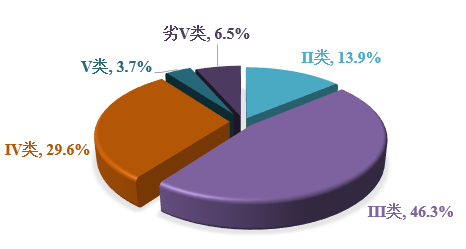 劣V类, 6.5%
II类, 13.9%
V类, 3.7%
IV类, 29.6%
III类, 46.3%